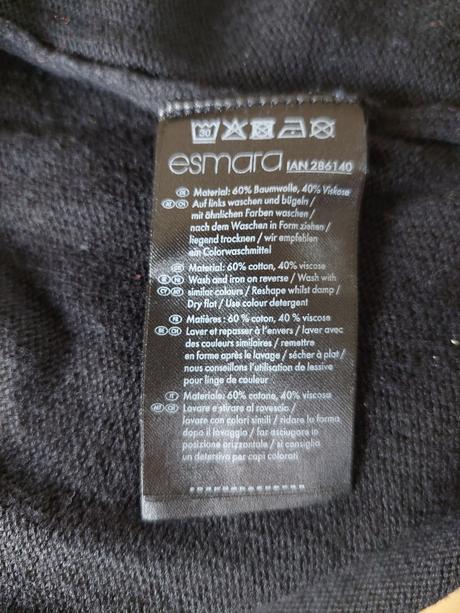 30
esmara IAN 286140
Material: 60% Baumwolle, 40% Viskose
Auf links waschen und bügeln /
mit ähnlichen Farben waschen /
nach dem Waschen in Form ziehen /
liegend trocknen / wir empfehlen
ein Colorwaschmittel
Material: 60% cotton, 40% viscose
Wash and iron on reverse / Wash with
similar colours / Reshape whilst damp /
Dry flat / Use colour detergent
Matières : 60 % coton, 40 % viscose
Laver et repasser à l'envers / laver avec
des couleurs similaires / remettre
en forme après le lavage / sécher à plat /
nous conseillons l'utilisation de lessive
pour linge de couleur
Materiale: 60% cotone, 40% viscosa
Lavare e stirare al rovescio /
lavare con colori simili / ridare la forma
dopo il lavaggio / far asciugare in
posizione orizzontale / si consiglia
un detersivo per capi colorati